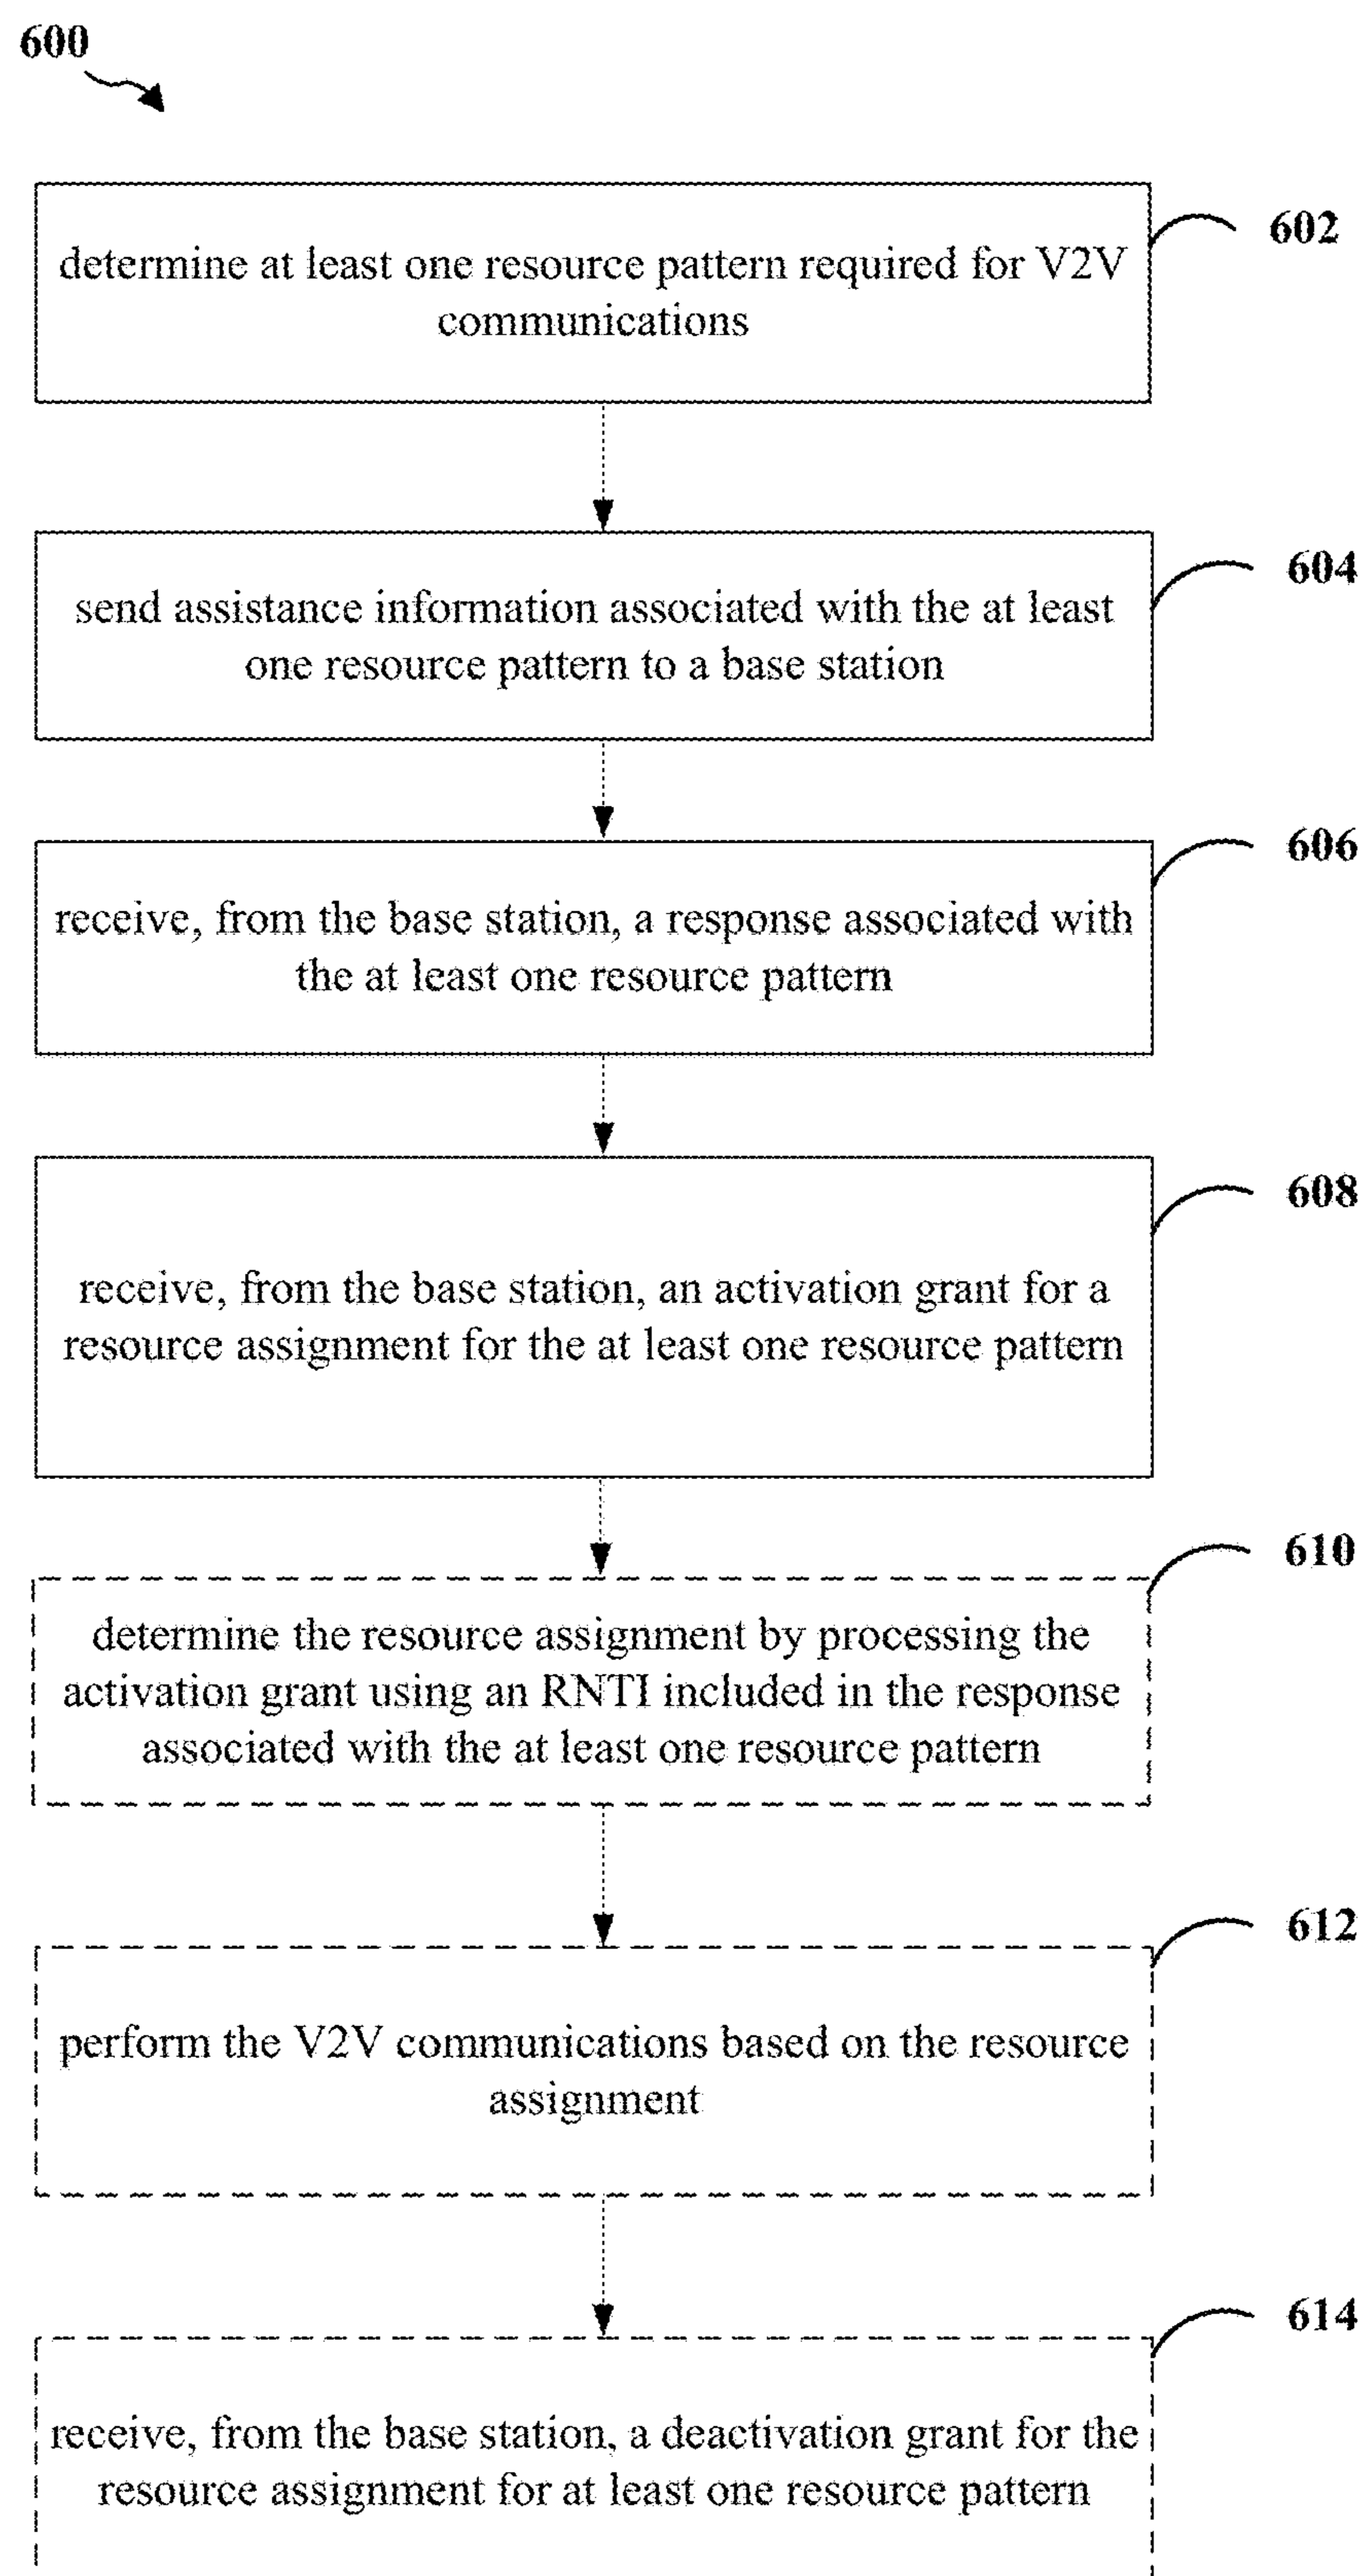 600
602
determine at least one resource pattern required for V2V
communications
604
send assistance information associated with the at least
one resource pattern to a base station
606
receive, from the base station, a response associated with
the at least one resource pattern
608
receive, from the base station, an activation grant for a
resource assignment for the at least one resource pattern
610
determine the resource assignment by processing the
activation grant using an RNTI included in the response
associated with the at least one resource pattern
612
perform the V2V communications based on the resource
assignment
614
receive, from the base station, a deactivation grant for the
resource assignment for at least one resource pattern